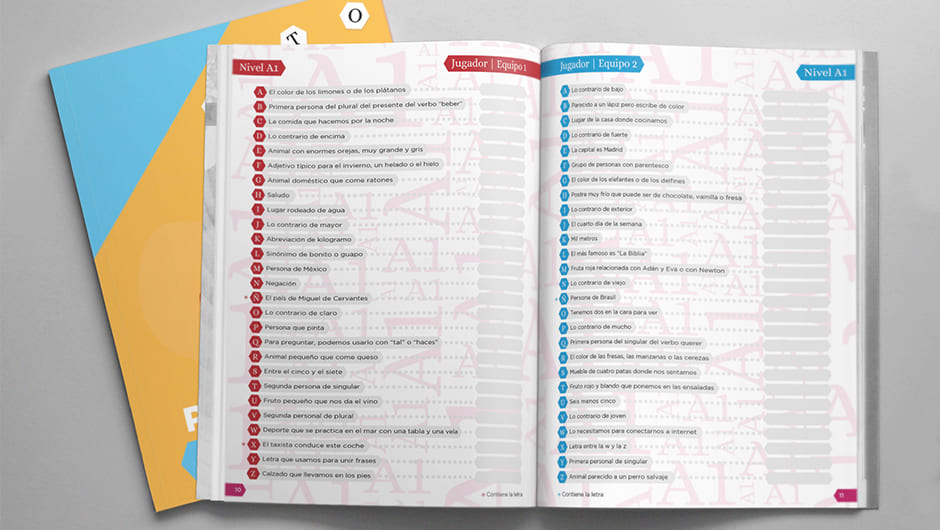 T
O
Nivel A1
Jugador | Equipo 1
A El color de los limones o de los plátanos
B Primera persona del plural del presente del verbo "beber"
C La comida que hacemos por la noche
D Lo contrario de encima
E Animal con enormes orejas, muy grande y gris
F Adjetivo típico para el invierno, un helado o el hielo
G Animal doméstico que come ratones
H Saludo
I Lugar rodeado de agua
J Lo contrario de mayor
K Abreviación de kilogramo
L Sinónimo de bonito o guapo
M Persona de México
N Negación
Ñ El país de Miguel de Cervantes
O Lo contrario de claro
P Persona que pinta
Q Para preguntar, podemos usarlo con "tal" o "haces"
R Animal pequeño que come queso
S Entre el cinco y el siete
T Segunda persona de singular
U Fruto pequeño que nos da el vino
V Segunda personal de plural
W Deporte que se practica en el mar con una tabla y una vela
X El taxista conduce este coche
Y Letra que usamos para unir frases
Z Calzado que llevamos en los pies
10
Contiene la letra
Jugador | Equipo 2
Nivel A1
A Lo contrario de bajo
B Parecido a un lápiz pero escribe de color
C Lugar de la casa donde cocinamos
D Lo contrario de fuerte
E La capital es Madrid
F Grupo de personas con parentesco
G El color de los elefantes o de los delfines
H Postre muy frío que puede ser de chocolate, vainilla o fresa
I Lo contrario de exterior
J El cuarto día de la semana
K Mil metros
L El más famoso es "La Biblia"
M Fruta roja relacionada con Adán y Eva o con Newton
N Lo contrario de viejo
Ñ Persona de Brasil
O Tenemos dos en la cara para ver
P Lo contrario de mucho
Q Primera persona del singular del verbo querer
R El color de las fresas, las manzanas o las cerezas
S Mueble de cuatro patas donde nos sentamos
T Fruto rojo y blando que ponemos en las ensaladas
U Seis menos cinco
V Lo contrario de joven
W Lo necesitamos para conectarnos a internet
X Letra entre la w y la z
Y Primera personal de singular
Z Animal parecido a un perro salvaje
Contiene la letra
11